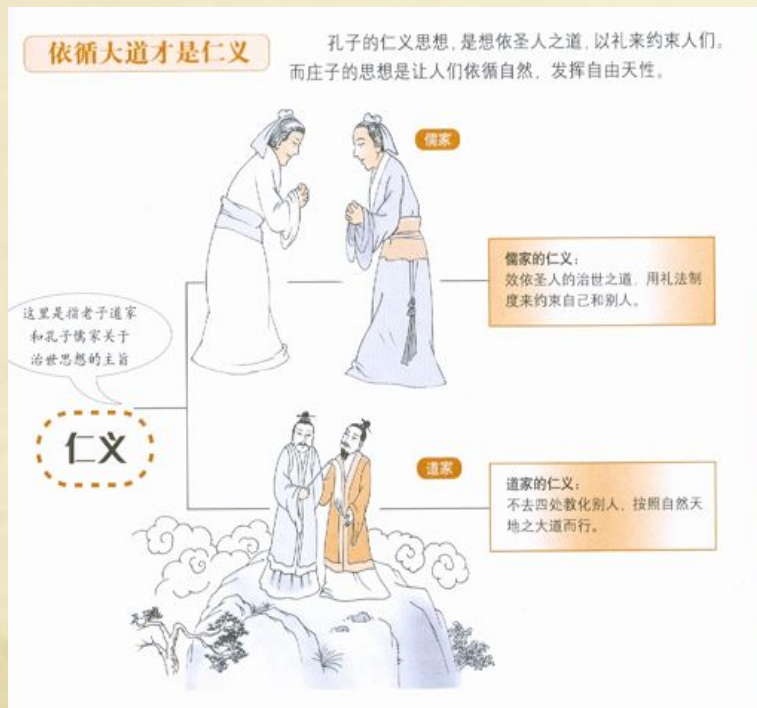 依循大道才是仁义
孔子的仁义思想，是想依圣人之道，以礼来约束人们。
而庄子的思想是让人们依循自然，发挥自由天性。
儒家
儒家的仁义：
效依圣人的治世之道，用礼法制
度来约束自己和别人。
这里是指老子道家
和孔子儒家关于
治世思想的主旨
仁义
道家
道家的仁义：
不去四处教化别人，按照自然天
地之大道而行。